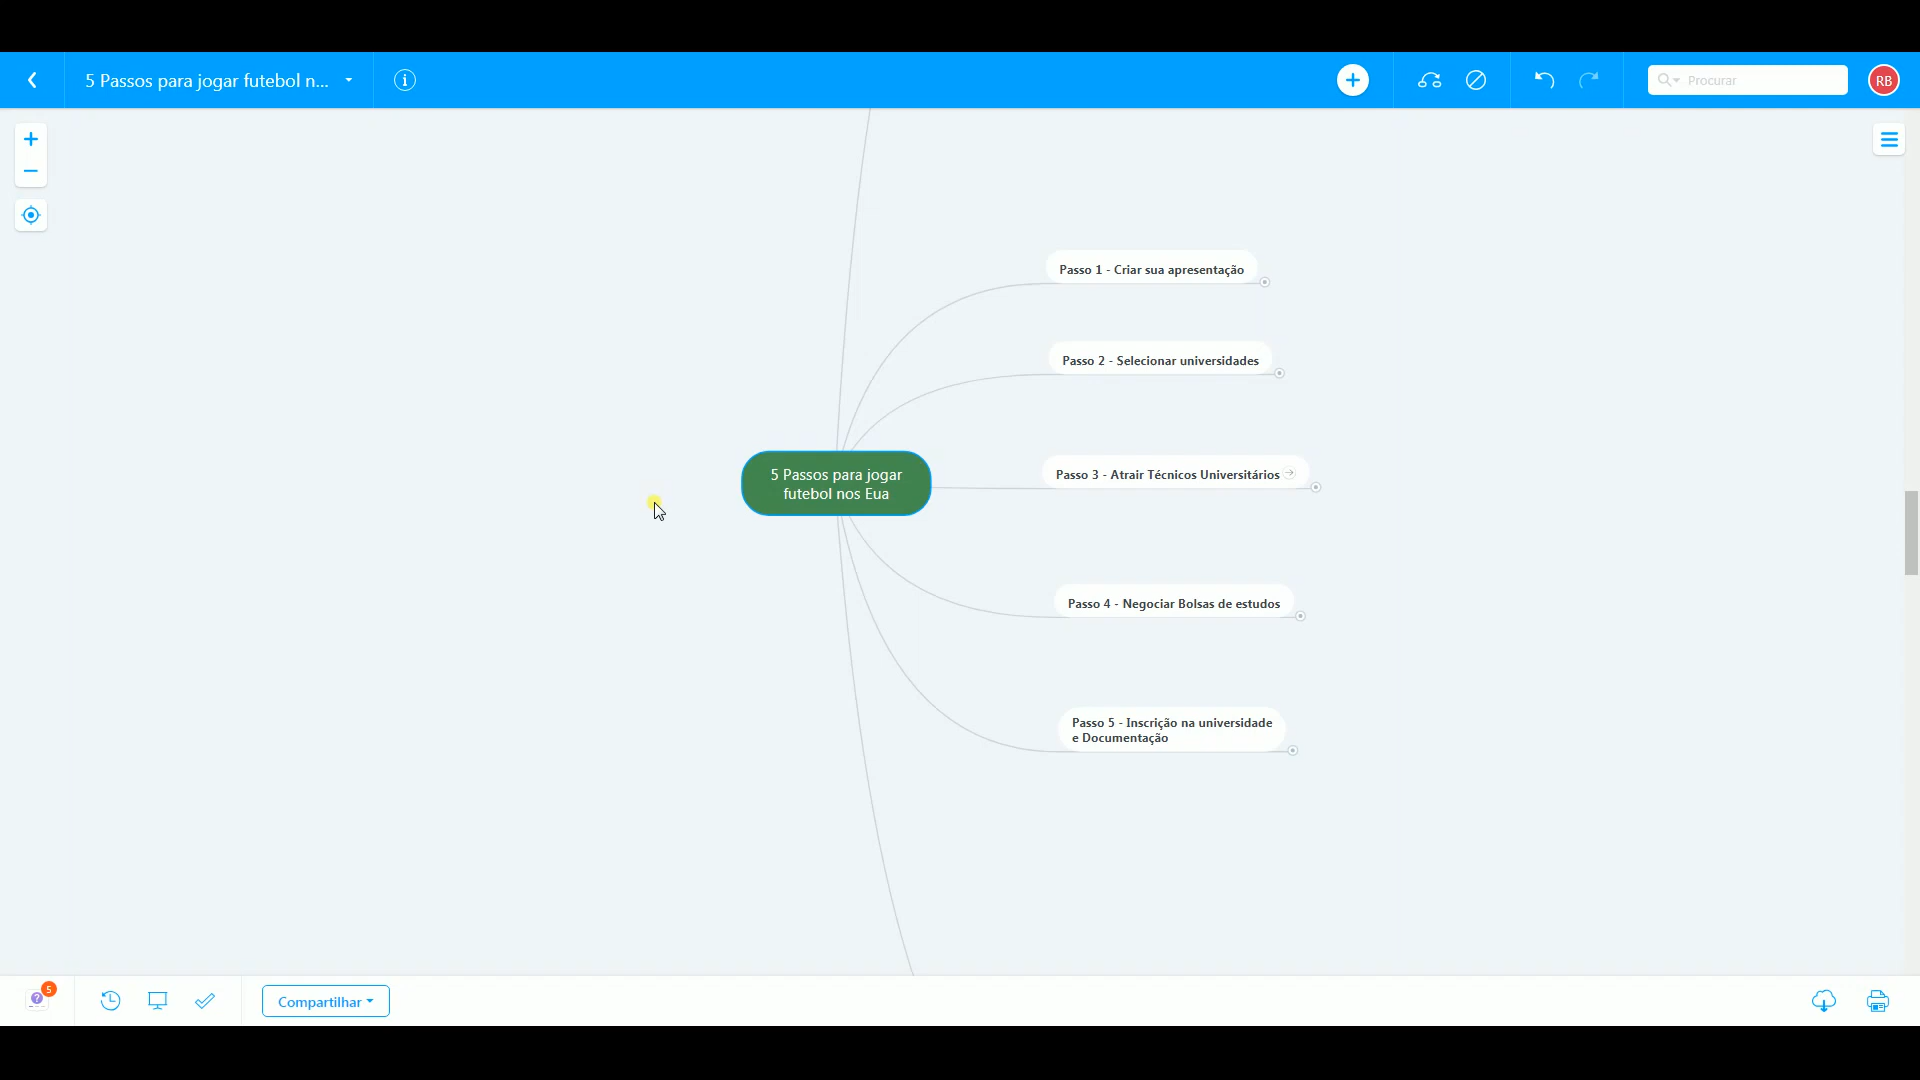 5 Passos para jogar futebol n...
Procurar
RB
Passo 1 - Criar sua apresentação
Passo 2 - Selecionar universidades
5 Passos para jogar
futebol nos Eua
Passo 3 - Atrair Técnicos Universitários
Passo 4 - Negociar Bolsas de estudos
Passo 5 - Inscrição na universidade
e Documentação
5
Compartilhar